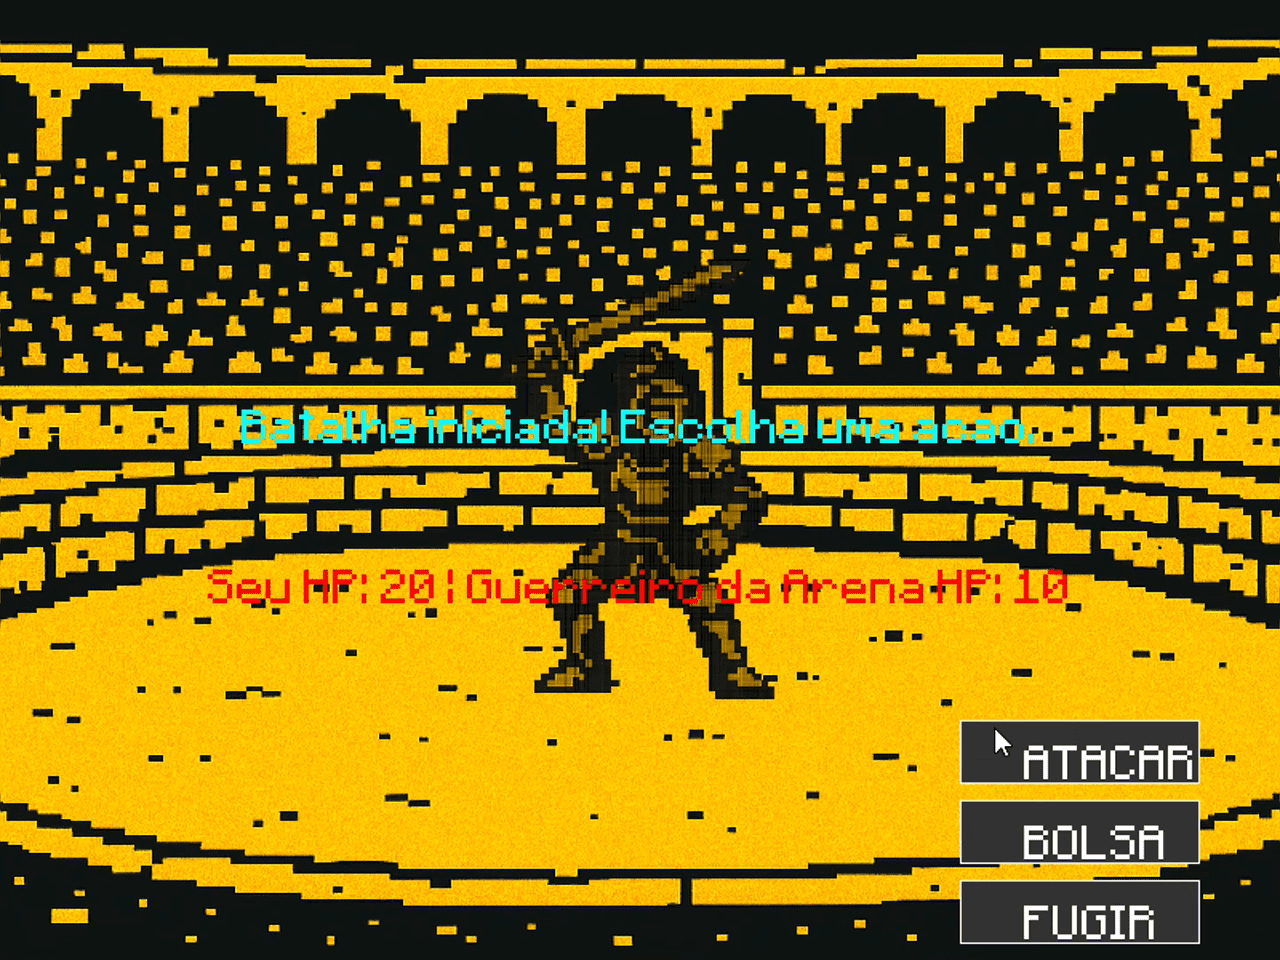 Batalha iniciada! Escolha uma acao.
Seu HP: 20 | Guerreiro da Arena HP: 10
ATACAR
BOLSA
FUGIR